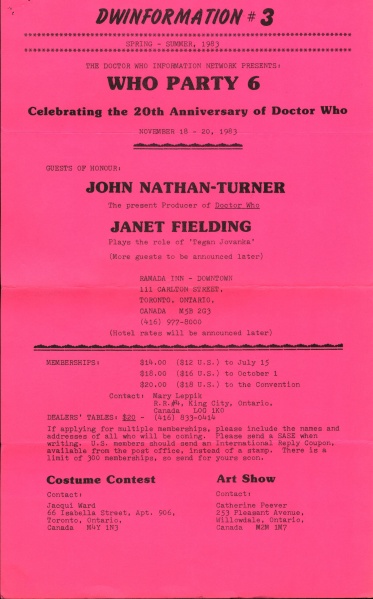 DWINFORMATION # 3
SPRING - SUMMER, 1983
THE DOCTOR WHO INFORMATION NETWORK PRESENTS:
WHO PARTY 6
Celebrating the 20th Anniversary of Doctor Who
NOVEMBER 18 - 20, 1983
GUESTS OF HONOUR:
JOHN NATHAN-TURNER
The present Producer of Doctor Who
JANET FIELDING
Plays the role of "Tegan Jovanka"
(More guests to be announced later)
RAMADA INN - DOWNTOWN
111 CARLTON STREET,
TORONTO, ONTARIO,
CANADA M5B 2G3
(416) 977-8000
(Hotel rates will be announced later)
MEMBERSHIPS: $14.00 ($12 U.S.) to July 15
$18.00 ($16 U.S.) to October 1
$20.00 ($18 U.S.) to the Convention
Contact: Mary Leppik
R.R.#4, King City, Ontario,
Canada L0G 1K0
DEALERS' TABLES: $20 - (416) 833-0414
If applying for multiple memberships, please include the names and
addresses of all who will be coming. Please send a SASE when
writing. U.S. members should send an International Reply Coupon,
available from the post office, instead of a stamp. There is a
limit of 300 memberships, so send for yours soon.
Costume Contest
Contact:
Jacqui Ward
66 Isabella Street, Apt. 906,
Toronto, Ontario,
Canada M4Y 1N3
Art Show
Contact:
Catherine Peever
253 Pleasant Avenue,
Willowdale, Ontario,
Canada M2M 1M7